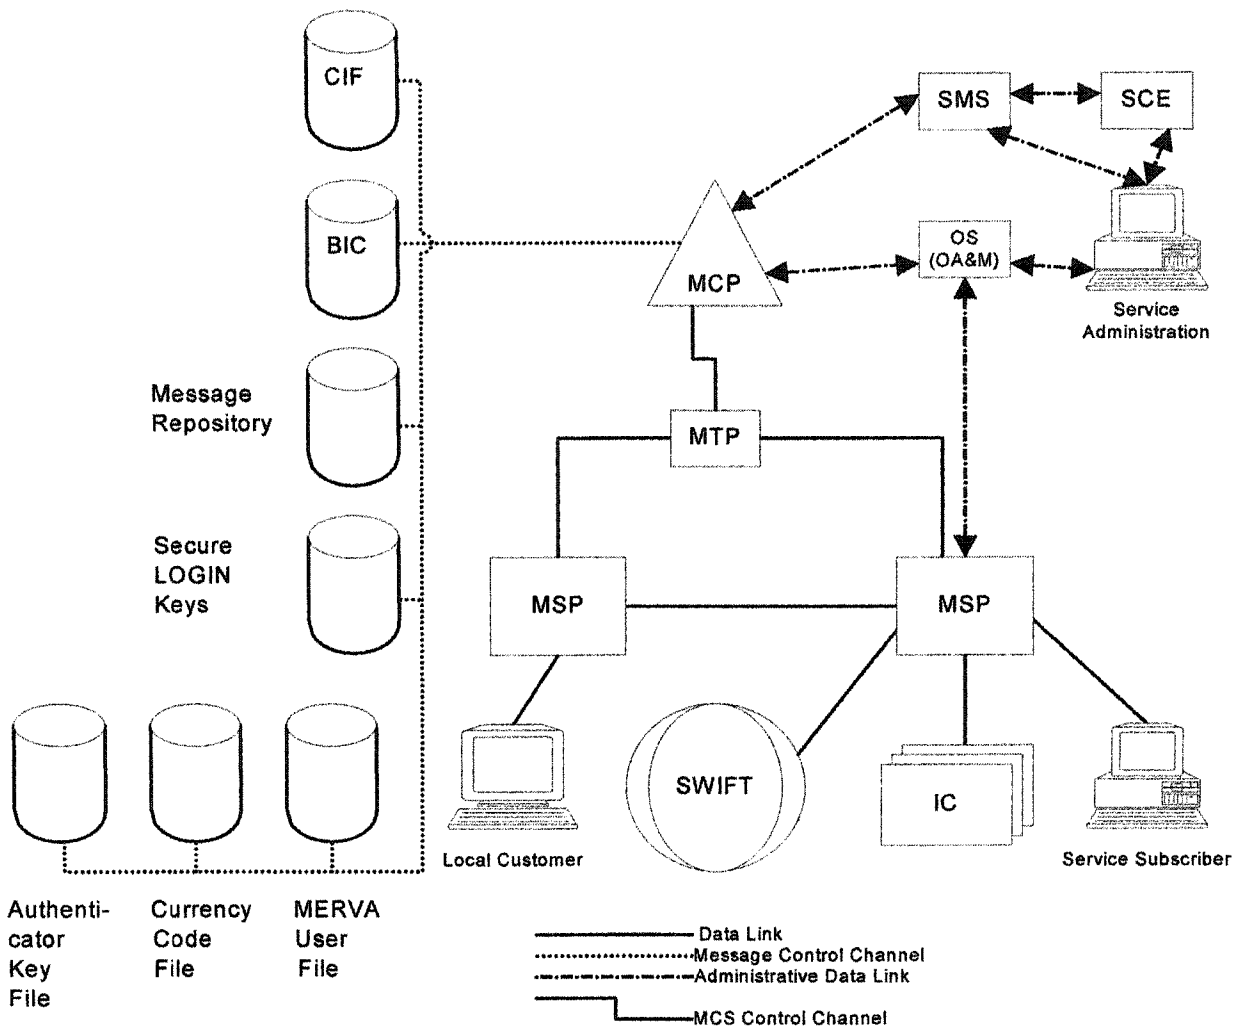 CIF
SMS
SCE
BIC
MCP
OS
(OA&M)
Service
Administration
Message
Repository
MTP
Secure
LOGIN
Keys
MSP
MSP
SWIFT
IC
Local Customer
Service Subscriber
Authenti-
cator
Key
File
Currency
Code
File
MERVA
User
File
Data Link
Message Control Channel
Administrative Data Link
MCS Control Channel